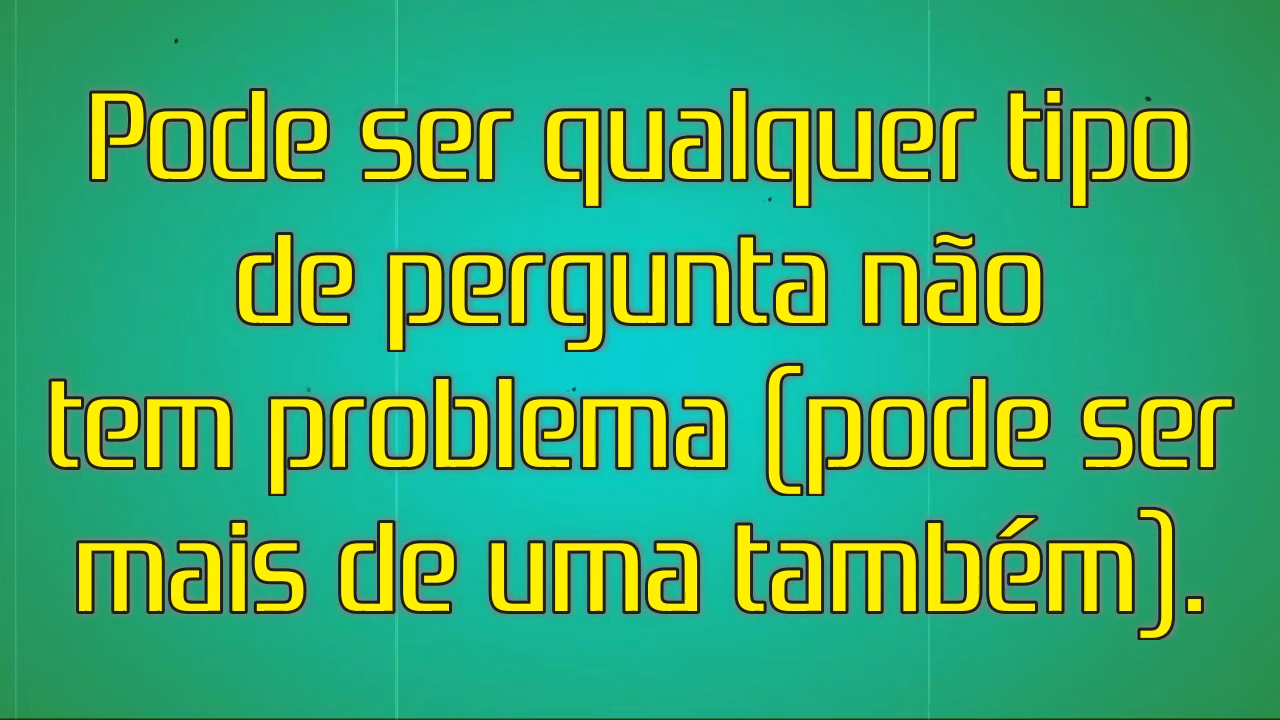 Pode ser qualquer tipo
de pergunta não
tem problema (pode ser
mais de uma também).